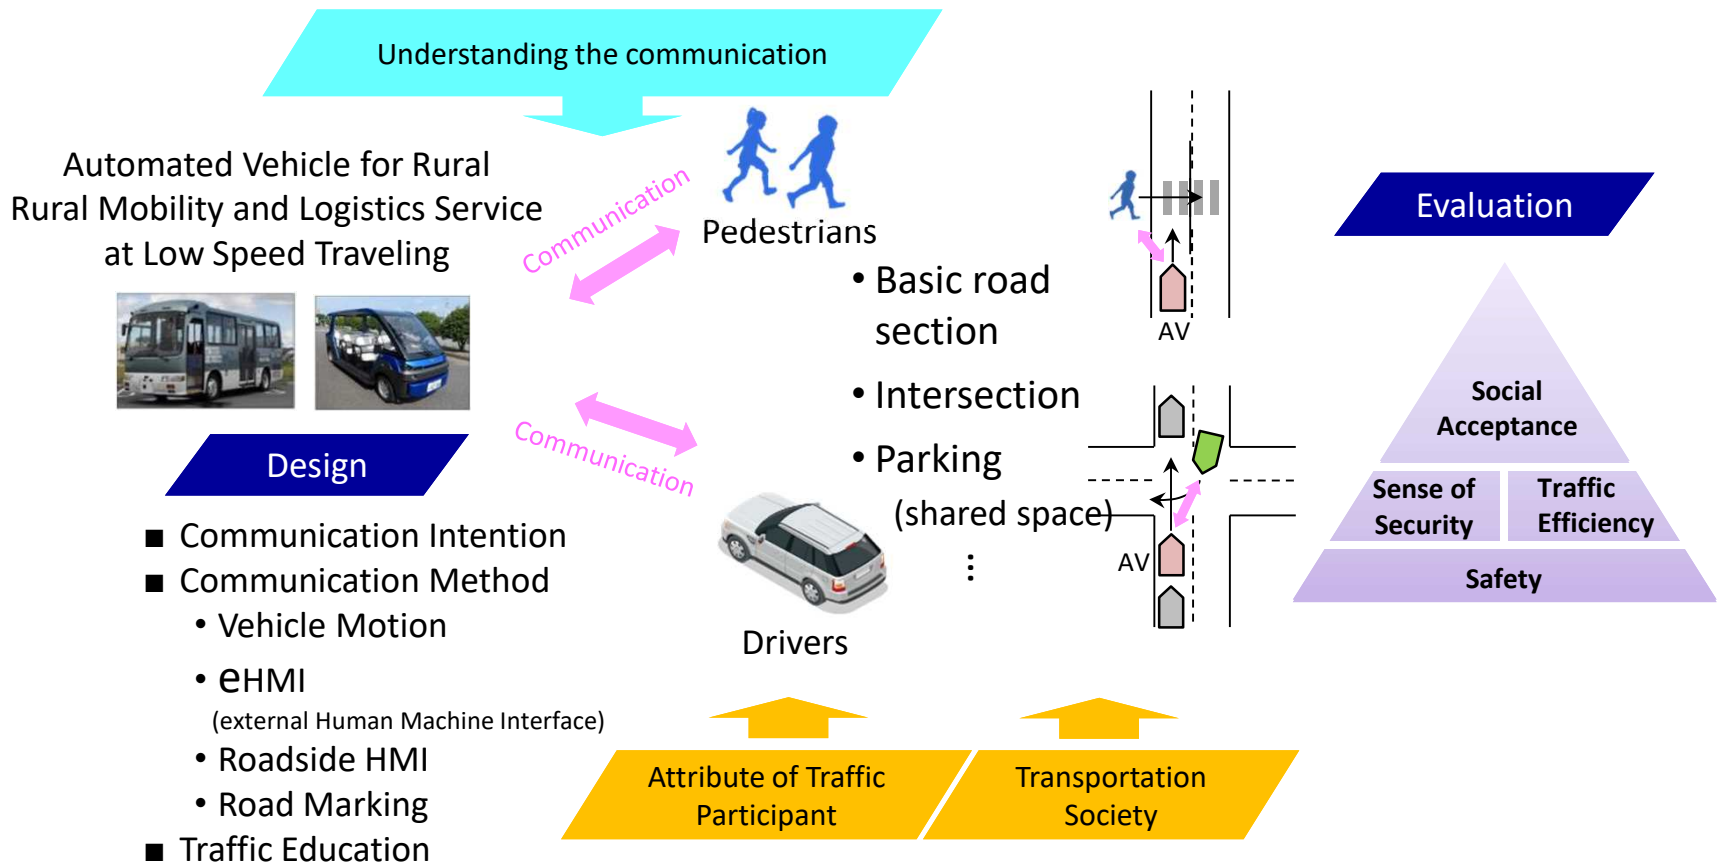 Understanding the communication
Automated Vehicle for Rural
Rural Mobility and Logistics Service
at Low Speed Traveling
Communication
Pedestrians
Communication
Drivers
Design
■ Communication Intention
■ Communication Method
• Vehicle Motion
• eHMI
(external Human Machine Interface)
• Roadside HMI
• Road Marking
■ Traffic Education
• Basic road
section
• Intersection
• Parking
(shared space)
⋮
AV
AV
Attribute of Traffic
Participant
Transportation
Society
Evaluation
Social
Acceptance
Sense of
Security
Traffic
Efficiency
Safety